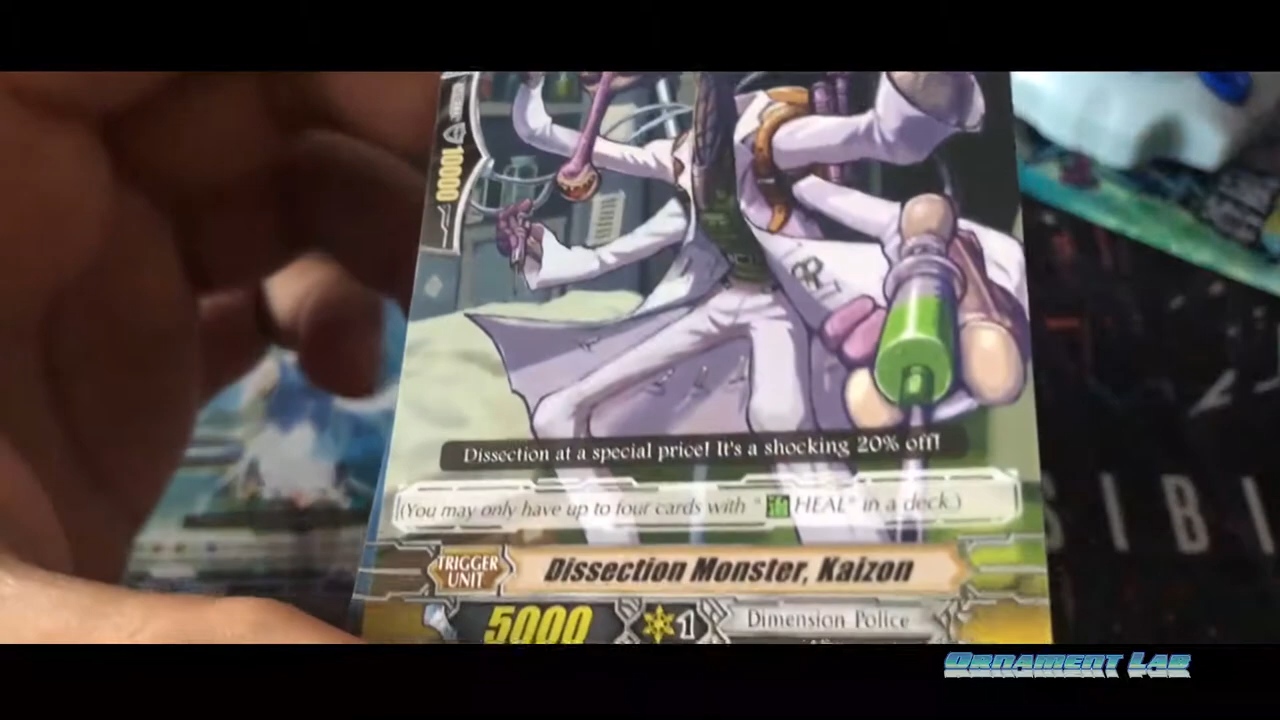 10000
Dissection at a special price! It's a shocking 20% off!
(You may only have up to four cards with " HEAL" in a deck.)
TRIGGER
UNIT
Dissection Monster, Kaizon
5000
1
Dimension Police
SIBI
ORNAMENT LAB